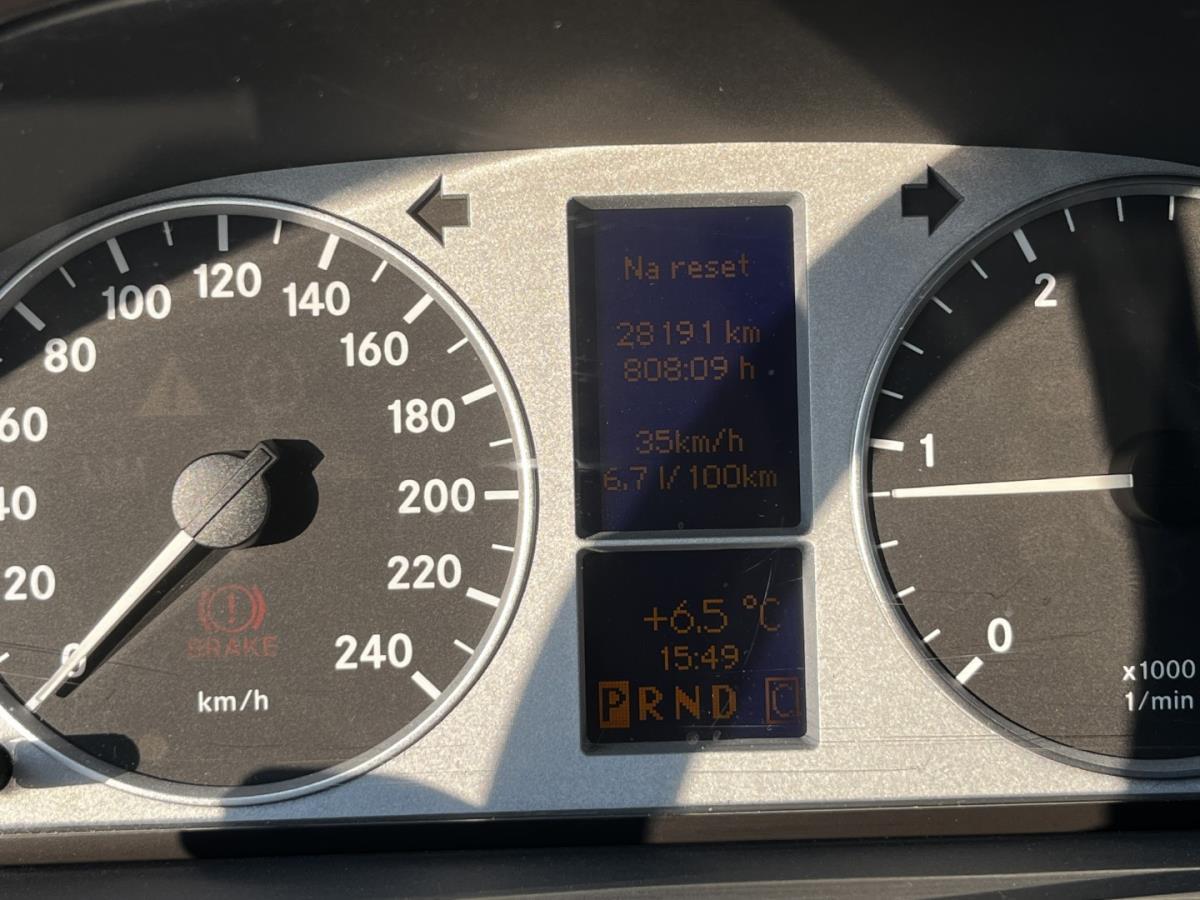 20
40
60
80
100
120
140
160
180
200
220
240
0
BRAKE
km/h
Na reset
28191 km
808:09 h
35km/h
6.7 l/100km
+6.5 °C
15:49
PRND C
2
1
0
x1000
1/min